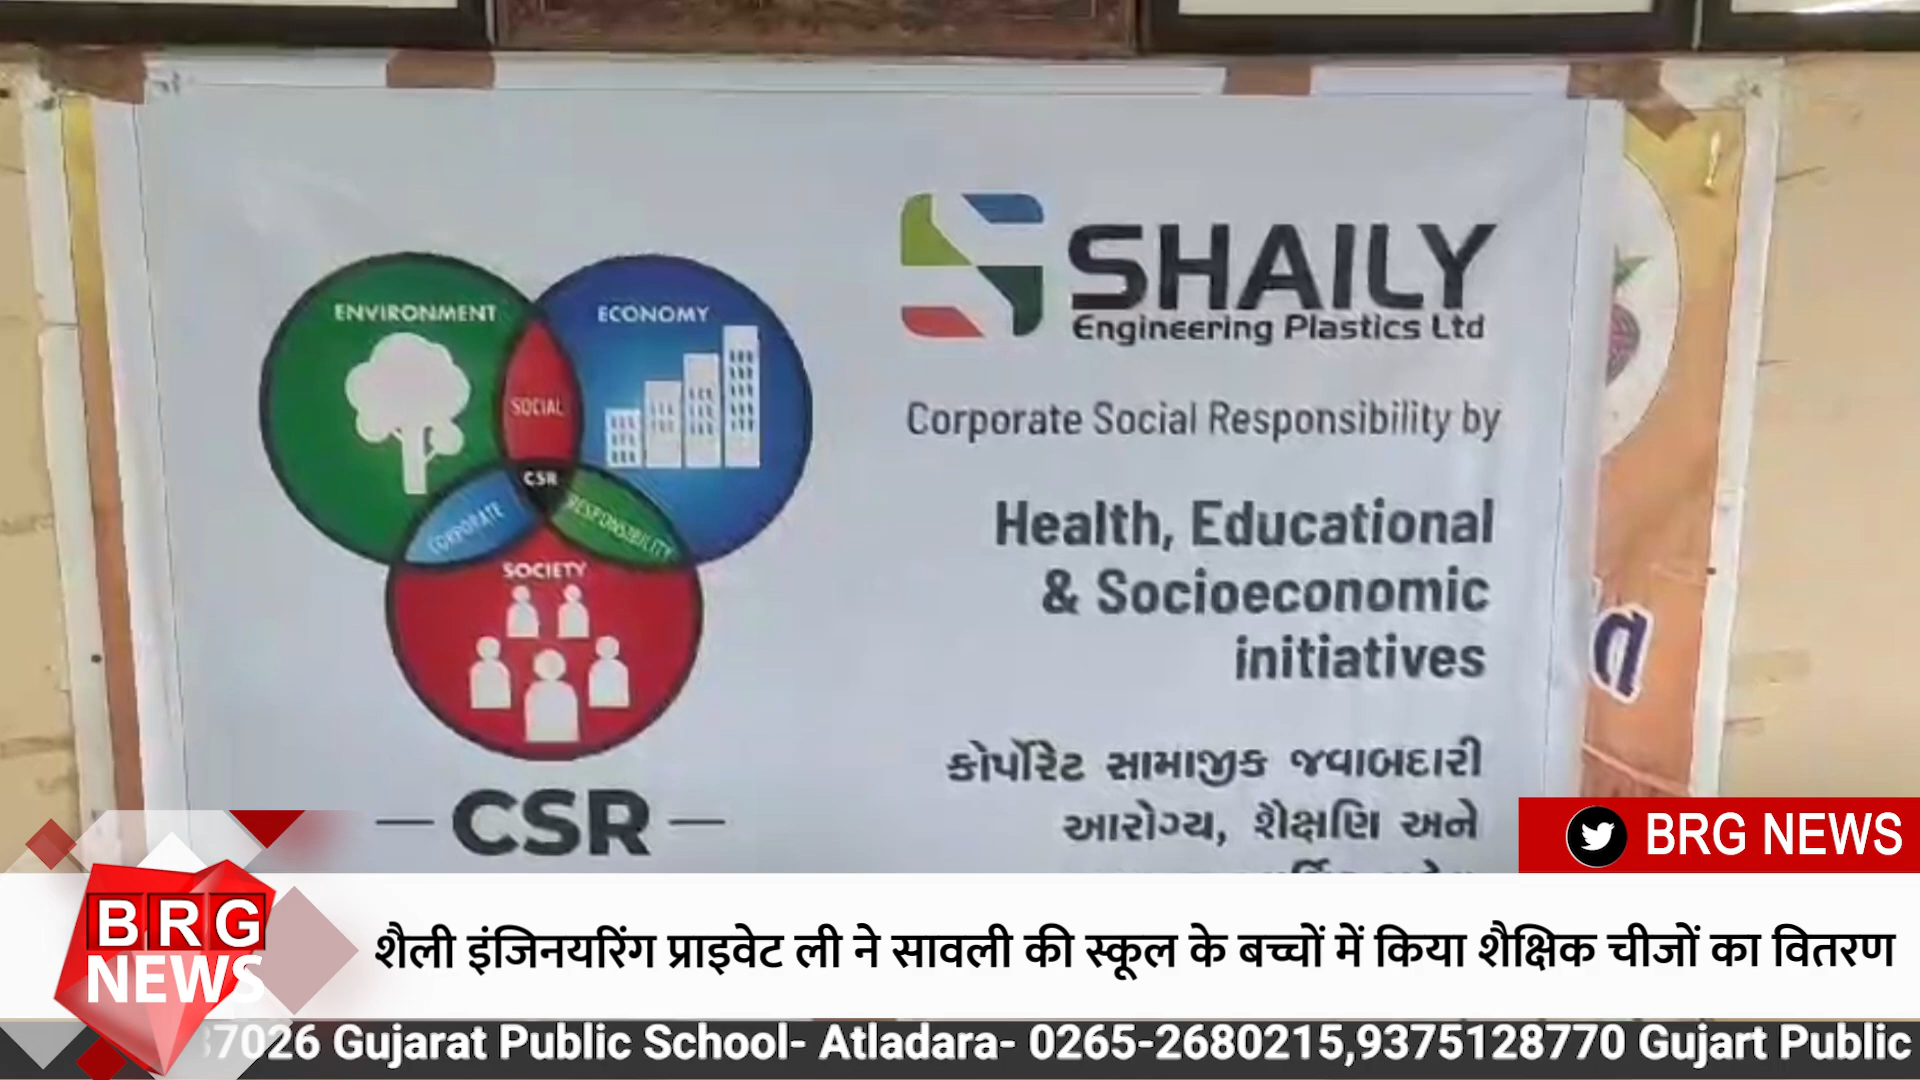 SHAILY
Engineering Plastics Ltd
Corporate Social Responsibility by
Health, Educational
& Socioeconomic
initiatives
કોર્પોરેટ સામાજીક જવાબદારી
આરોગ્ય, શૈક્ષણિ અને
ENVIRONMENT
ECONOMY
SOCIAL
CSR
CORPORATE
RESPONSIBILITY
SOCIETY
CSR
BRG NEWS
BRG
NEWS
शैली इंजिनयरिंग प्राइवेट ली ने सावली की स्कूल के बच्चों में किया शैक्षिक चीजों का वितरण
37026 Gujarat Public School- Atladara- 0265-2680215,9375128770 Gujart Public